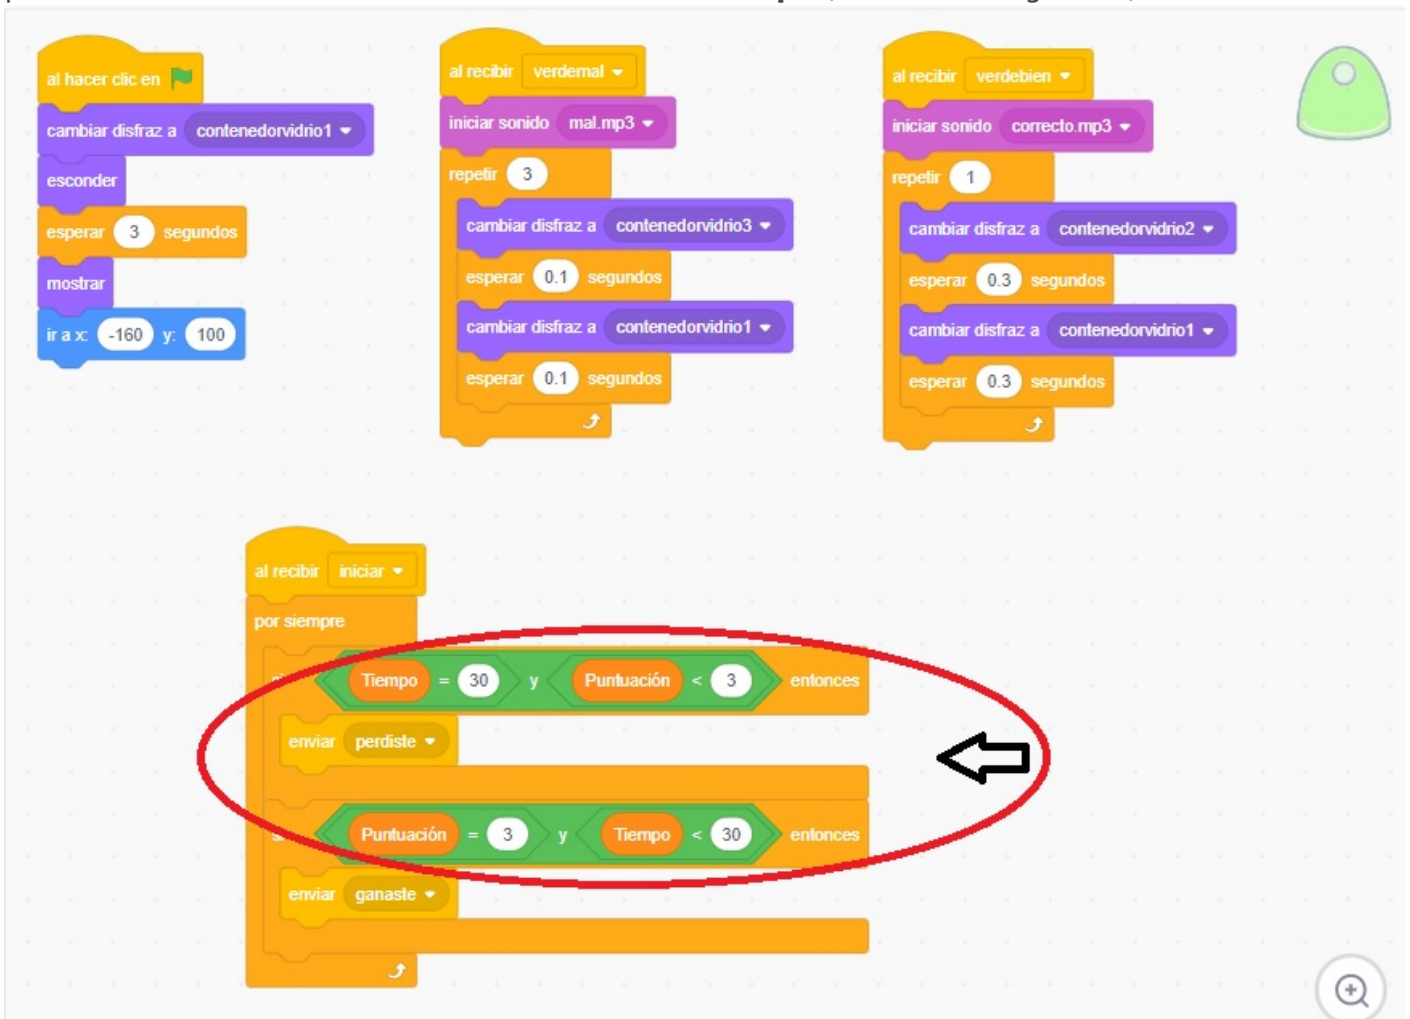 al hacer clic en
cambiar disfraz a contenedorvidrio1
esconder
esperar 3 segundos
mostrar
ir a x: -160 y: 100
al recibir verdemal
iniciar sonido mal.mp3
repetir 3
cambiar disfraz a contenedorvidrio3
esperar 0.1 segundos
cambiar disfraz a contenedorvidrio1
esperar 0.1 segundos
al recibir verdebien
iniciar sonido correcto.mp3
repetir 1
cambiar disfraz a contenedorvidrio2
esperar 0.3 segundos
cambiar disfraz a contenedorvidrio1
esperar 0.3 segundos
al recibir iniciar
por siempre
Tiempo = 30 y Puntuación < 3 entonces
enviar perdiste
Puntuación = 3 y Tiempo < 30 entonces
enviar ganaste